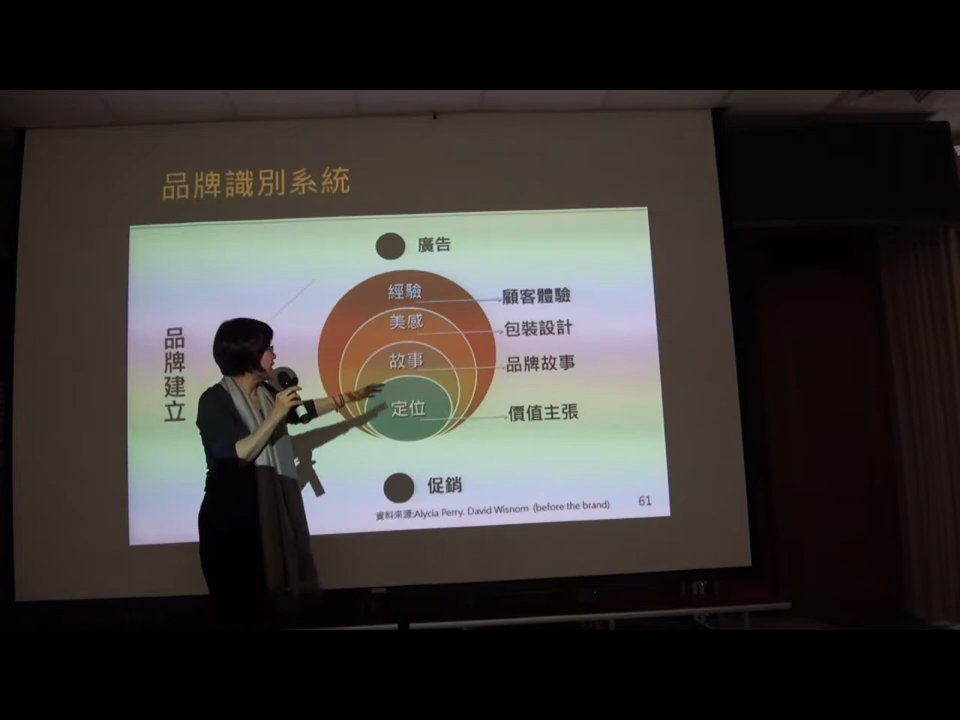 品牌識別系統
廣告
經驗
顧客體驗
美感
包裝設計
品牌建立
故事
品牌故事
定位
價值主張
促銷
資料來源:Alycia Perry. David Wisnom (before the brand)
61